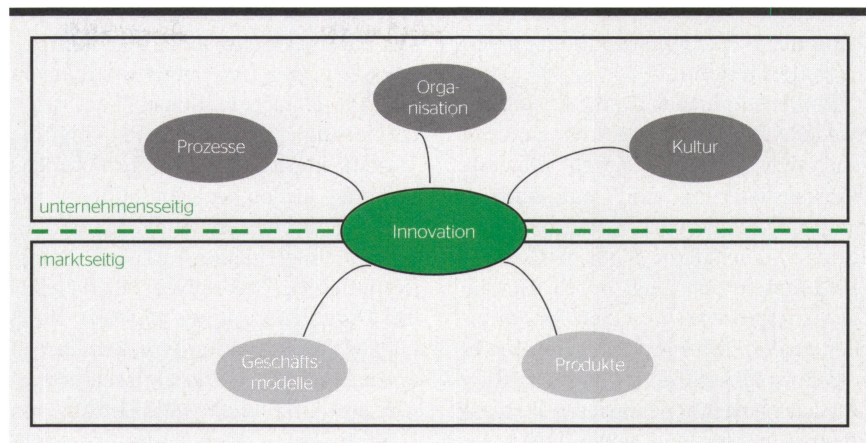 Orga-
nisation
Prozesse
Kultur
unternehmensseitig
Innovation
marktseitig
Geschäfts-
modelle
Produkte